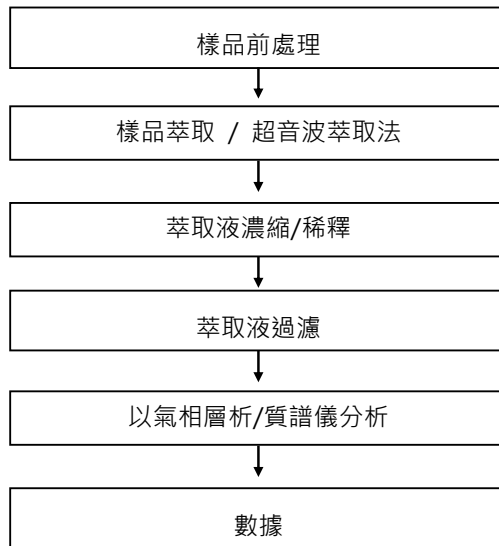 樣品前處理
樣品萃取 / 超音波萃取法
萃取液濃縮/稀釋
萃取液過濾
以氣相層析/質譜儀分析
數據